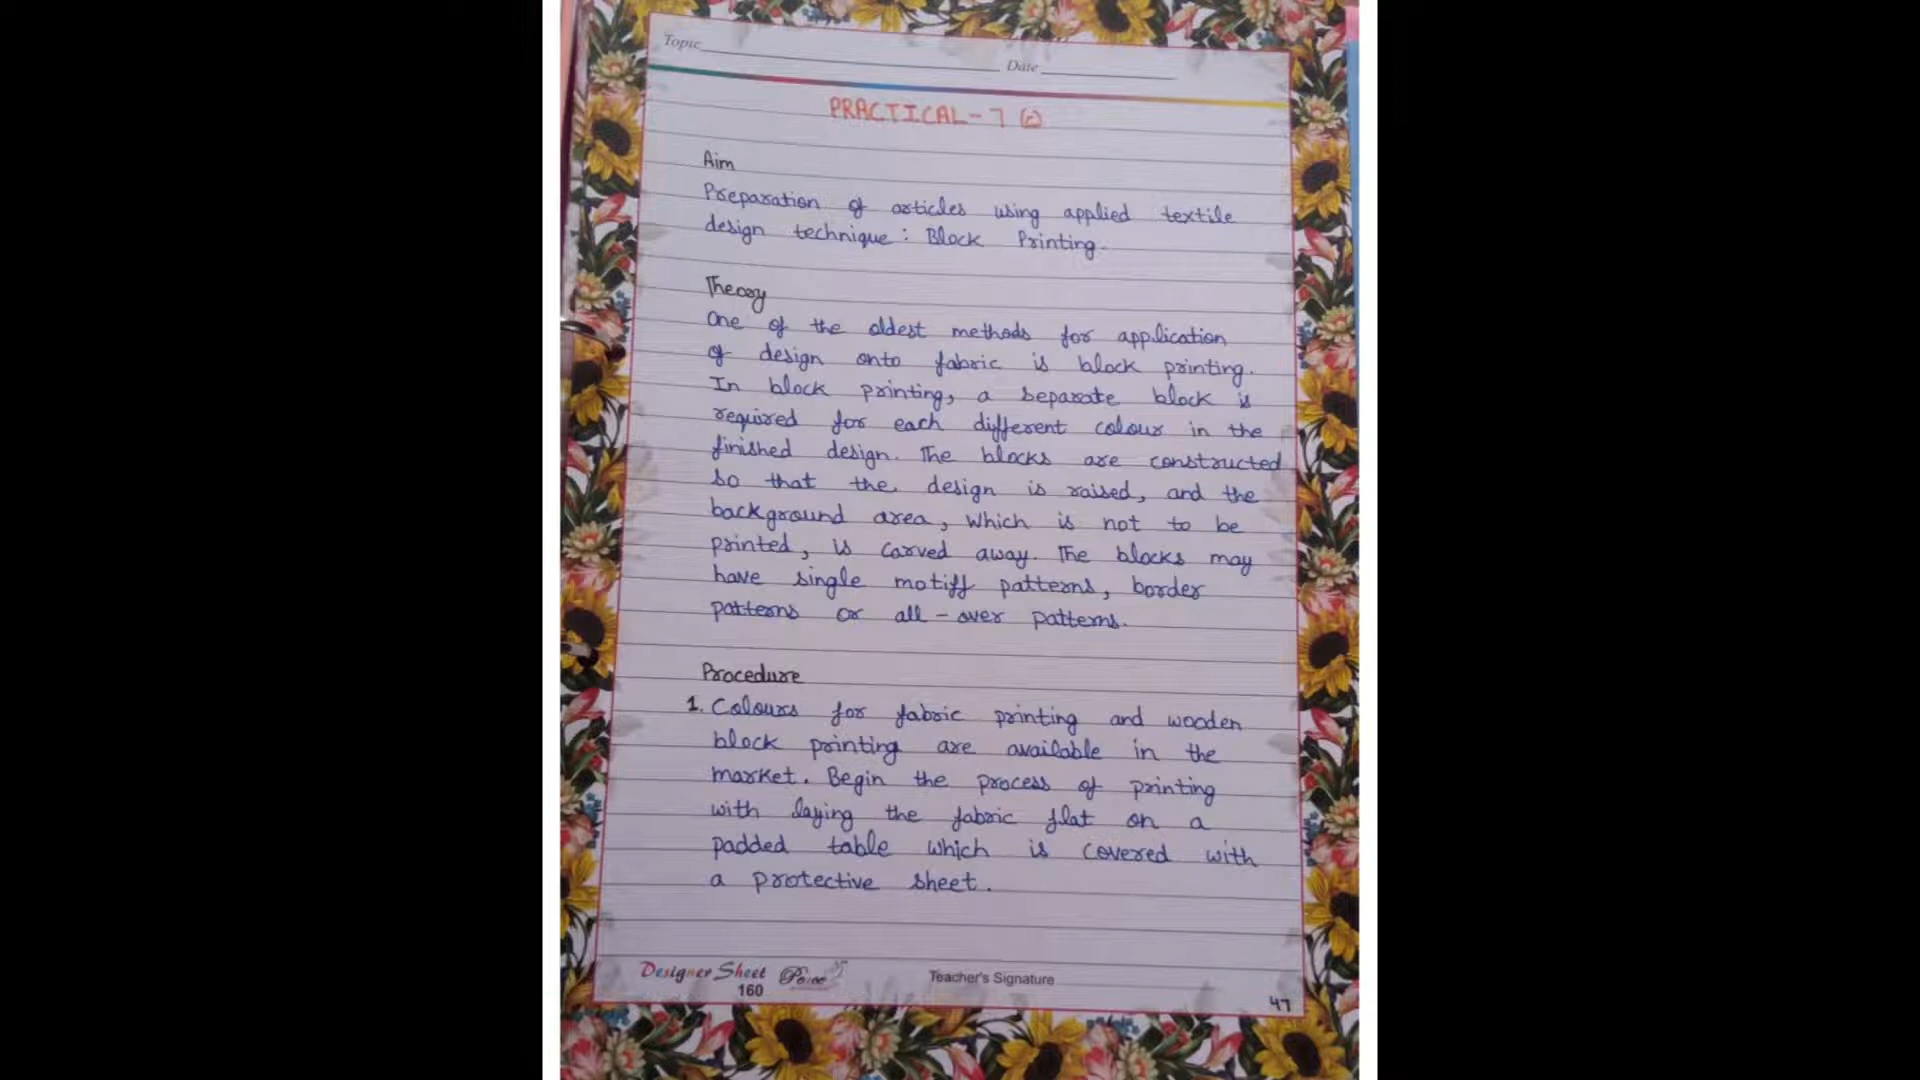 Topic
Date
PRACTICAL - 7 (c)
Aim
Preparation of articles using applied textile
design technique : Block Printing.
Theory
One of the oldest methods for application
of design onto fabric is block printing.
In block printing, a separate block is
required for each different colour in the
finished design. The blocks are constructed
so that the design is raised, and the
background area, which is not to be
printed, is carved away. The blocks may
have single motiff patterns, border
patterns or all - over patterns.
Procedure
1. Colours for fabric printing and wooden
block printing are available in the
market. Begin the process of printing
with laying the fabric flat on a
padded table which is covered with
a protective sheet.
Designer Sheet
160
Teacher's Signature
47